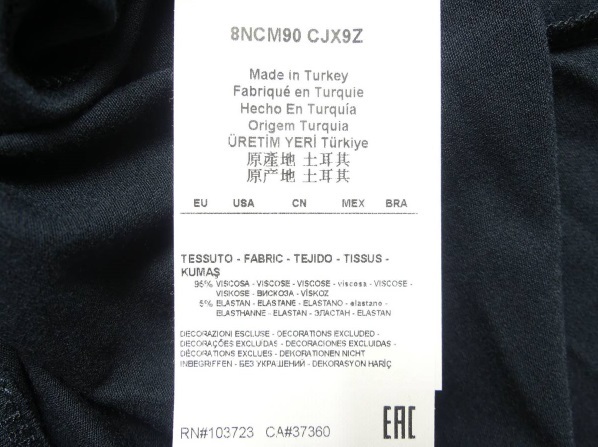 8NCM90 CJX9Z
Made in Turkey
Fabriqué en Turquie
Hecho En Turquía
Origem Turquia
ÜRETİM YERİ Türkiye
原產地 土耳其
原产地 土耳其
EU USA CN MEX BRA
TESSUTO - FABRIC - TEJIDO - TISSUS -
KUMAŞ
95% VISCOSA - VISCOSE - VISCOSE - viscosa - VISCOSE -
VISKOSE - ВИСКОЗА - VİSKOZ
5% ELASTAN - ELASTANE - ELASTANO - elastano -
ELASTHANNE - ELASTAN - ЭЛАСТАН - ELASTAN
DECORAZIONI ESCLUSE - DECORATIONS EXCLUDED -
DECORAÇÕES EXCLUIDAS - DECORACIONES EXCLUIDAS -
DÉCORATIONS EXCLUES - DEKORATIONEN NICHT
INBEGRIFFEN - БЕЗ УКРАШЕНИЙ - DEKORASYON HARİÇ
RN#103723 CA#37360
EAC